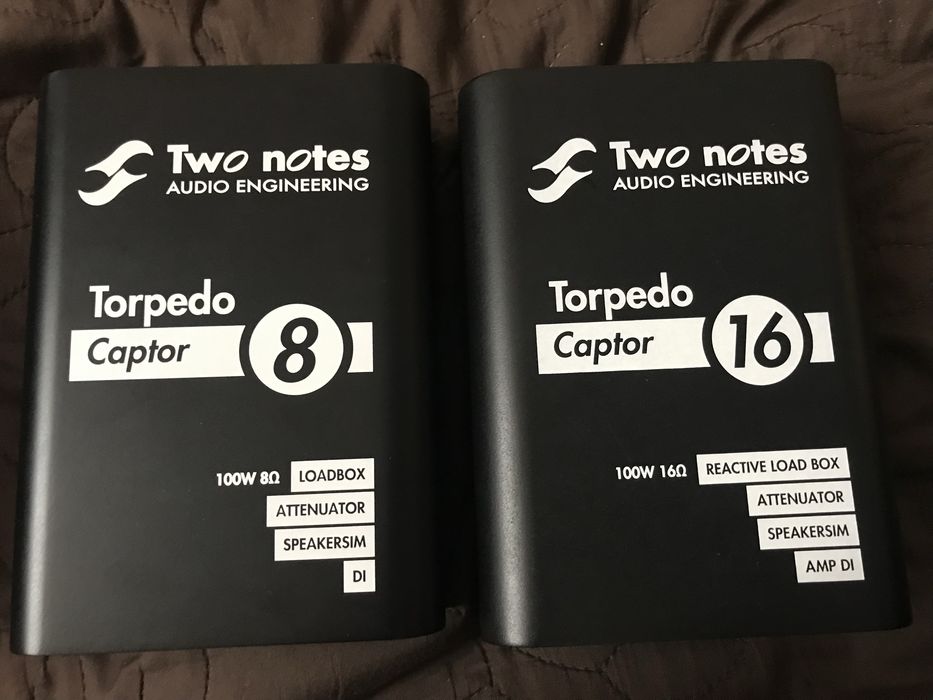 Two notes
AUDIO ENGINEERING
Torpedo
Captor 8
100W 8Ω LOADBOX
ATTENUATOR
SPEAKERSIM
DI
Two notes
AUDIO ENGINEERING
Torpedo
Captor 16
100W 16Ω REACTIVE LOAD BOX
ATTENUATOR
SPEAKERSIM
AMP DI